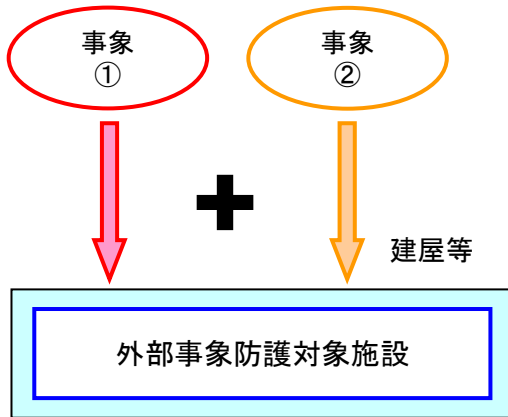 事象
①
事象
②
建屋等
外部事象防護対象施設